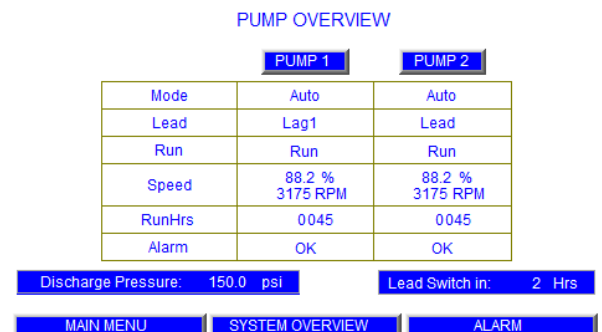 PUMP OVERVIEW
PUMP 1 PUMP 2
Mode Auto Auto
Lead Lag1 Lead
Run Run Run
Speed 88.2 % 88.2 %
3175 RPM 3175 RPM
RunHrs 0045 0045
Alarm OK OK
Discharge Pressure: 150.0 psi Lead Switch in: 2 Hrs
MAIN MENU SYSTEM OVERVIEW ALARM